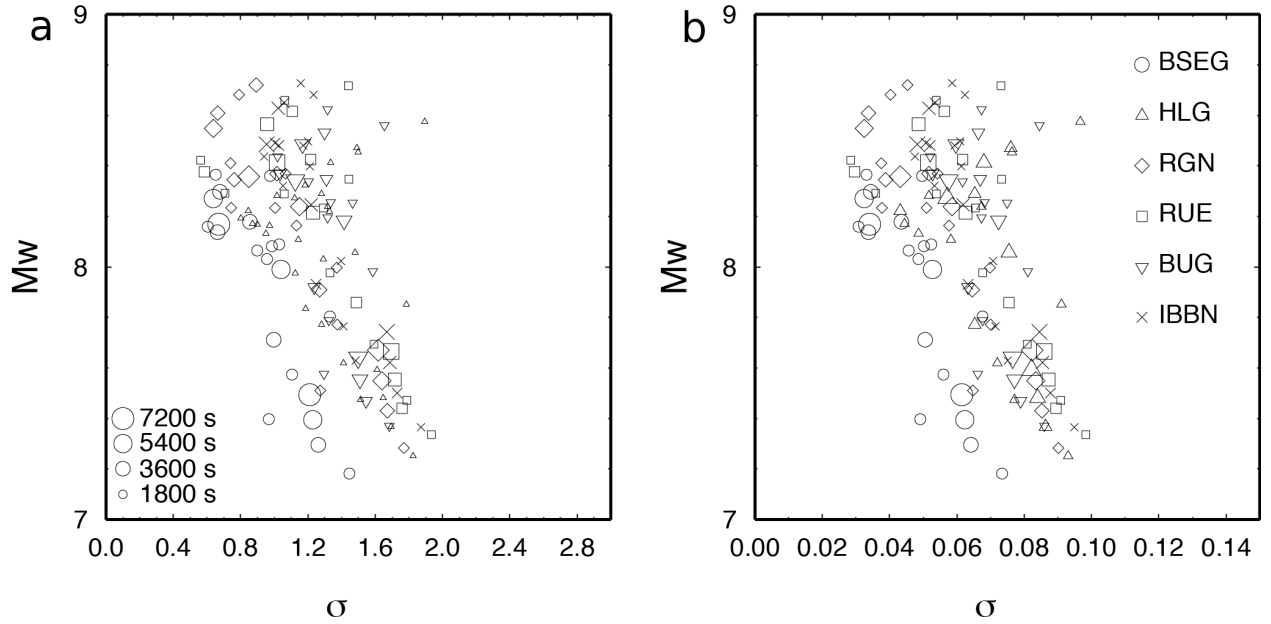 a
9
8
7
Mw
7200 s
5400 s
3600 s
1800 s
0.0 0.4 0.8 1.2 1.6 2.0 2.4 2.8
σ
b
9
8
7
Mw
BSEG
HLG
RGN
RUE
BUG
IBBN
0.00 0.02 0.04 0.06 0.08 0.10 0.12 0.14
σ